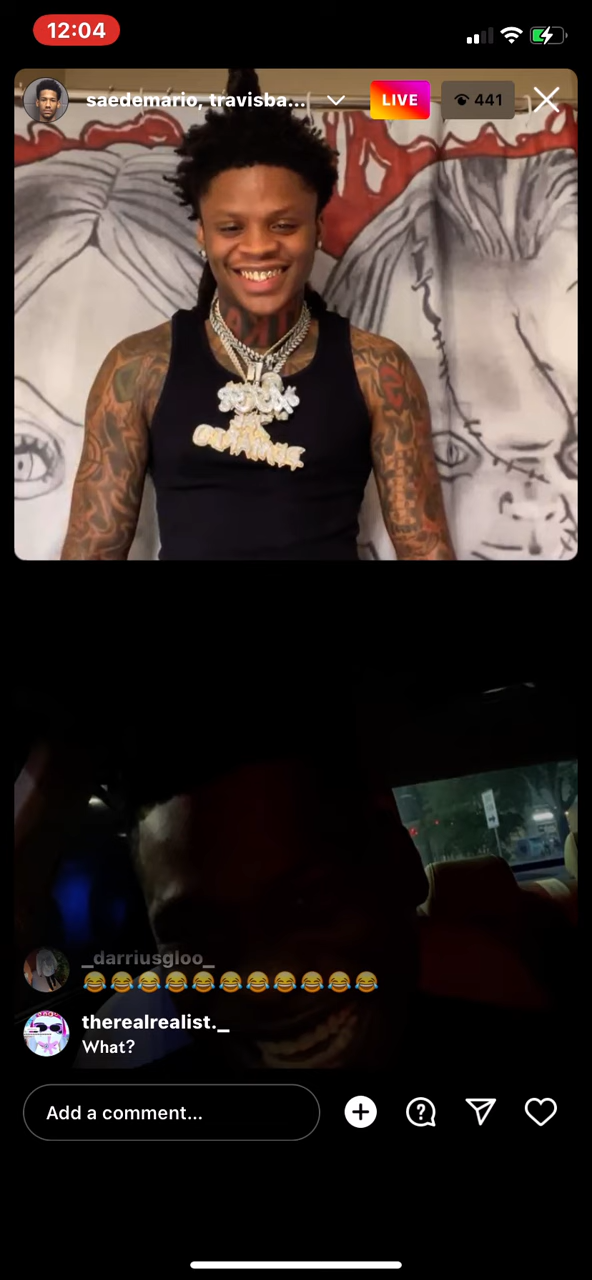 12:04
saedemario, travisba...
LIVE
441
_darriusgloo_
😂😂😂😂😂😂😂😂😂😂😂
therealrealist._
What?
Add a comment...